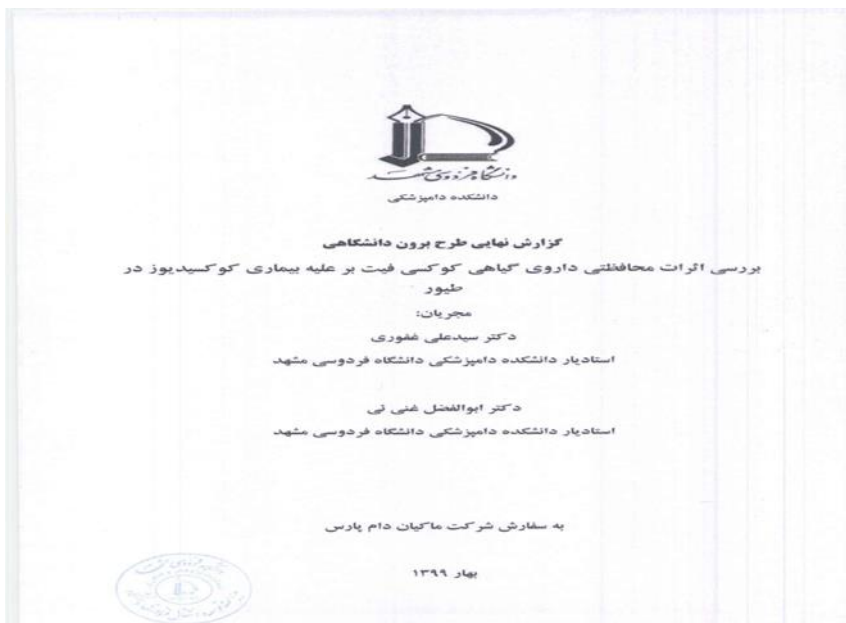 دانشگاه فردوسی مشهد
دانشکده دامپزشکی
گزارش نهایی طرح برون دانشگاهی
بررسی اثرات محافظتی داروی گیاهی کوکسی فیت بر علیه بیماری کوکسیدیوز در
طیور
مجریان:
دکتر سیدعلی غفوری
استادیار دانشکده دامپزشکی دانشگاه فردوسی مشهد
دکتر ابوالفضل غنی نی
استادیار دانشکده دامپزشکی دانشگاه فردوسی مشهد
به سفارش شرکت ماکیان دام پارس
بهار ۱۳۹۹